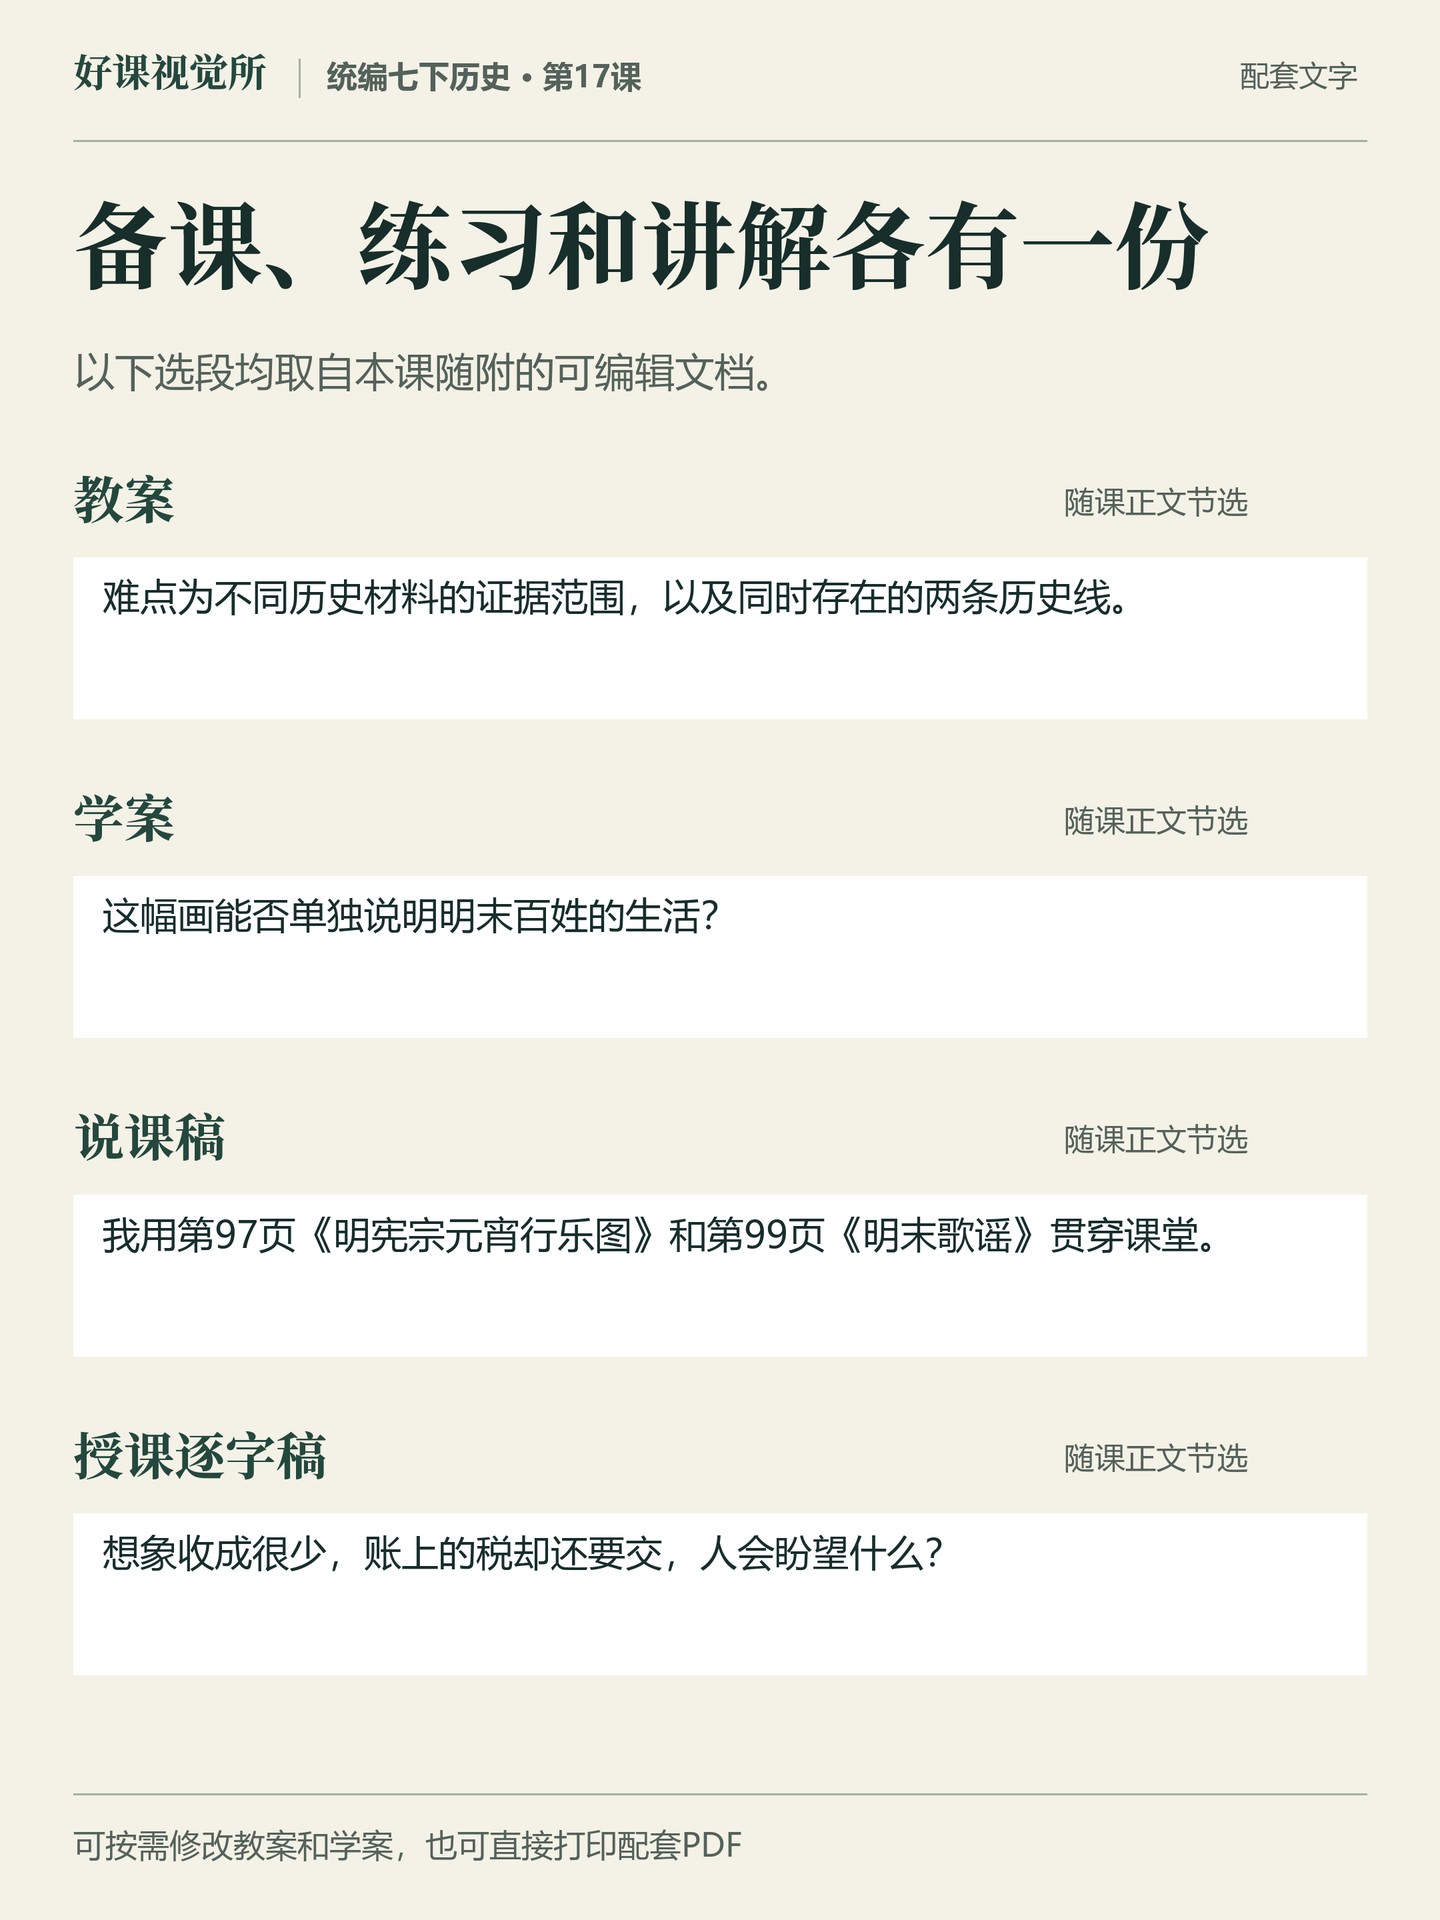 好课视觉所 统编七下历史·第17课 配套文字
备课、练习和讲解各有一份
以下选段均取自本课随附的可编辑文档。
教案 随课正文节选
难点为不同历史材料的证据范围，以及同时存在的两条历史线。
学案 随课正文节选
这幅画能否单独说明明末百姓的生活？
说课稿 随课正文节选
我用第97页《明宪宗元宵行乐图》和第99页《明末歌谣》贯穿课堂。
授课逐字稿 随课正文节选
想象收成很少，账上的税却还要交，人会盼望什么？
可按需修改教案和学案，也可直接打印配套PDF